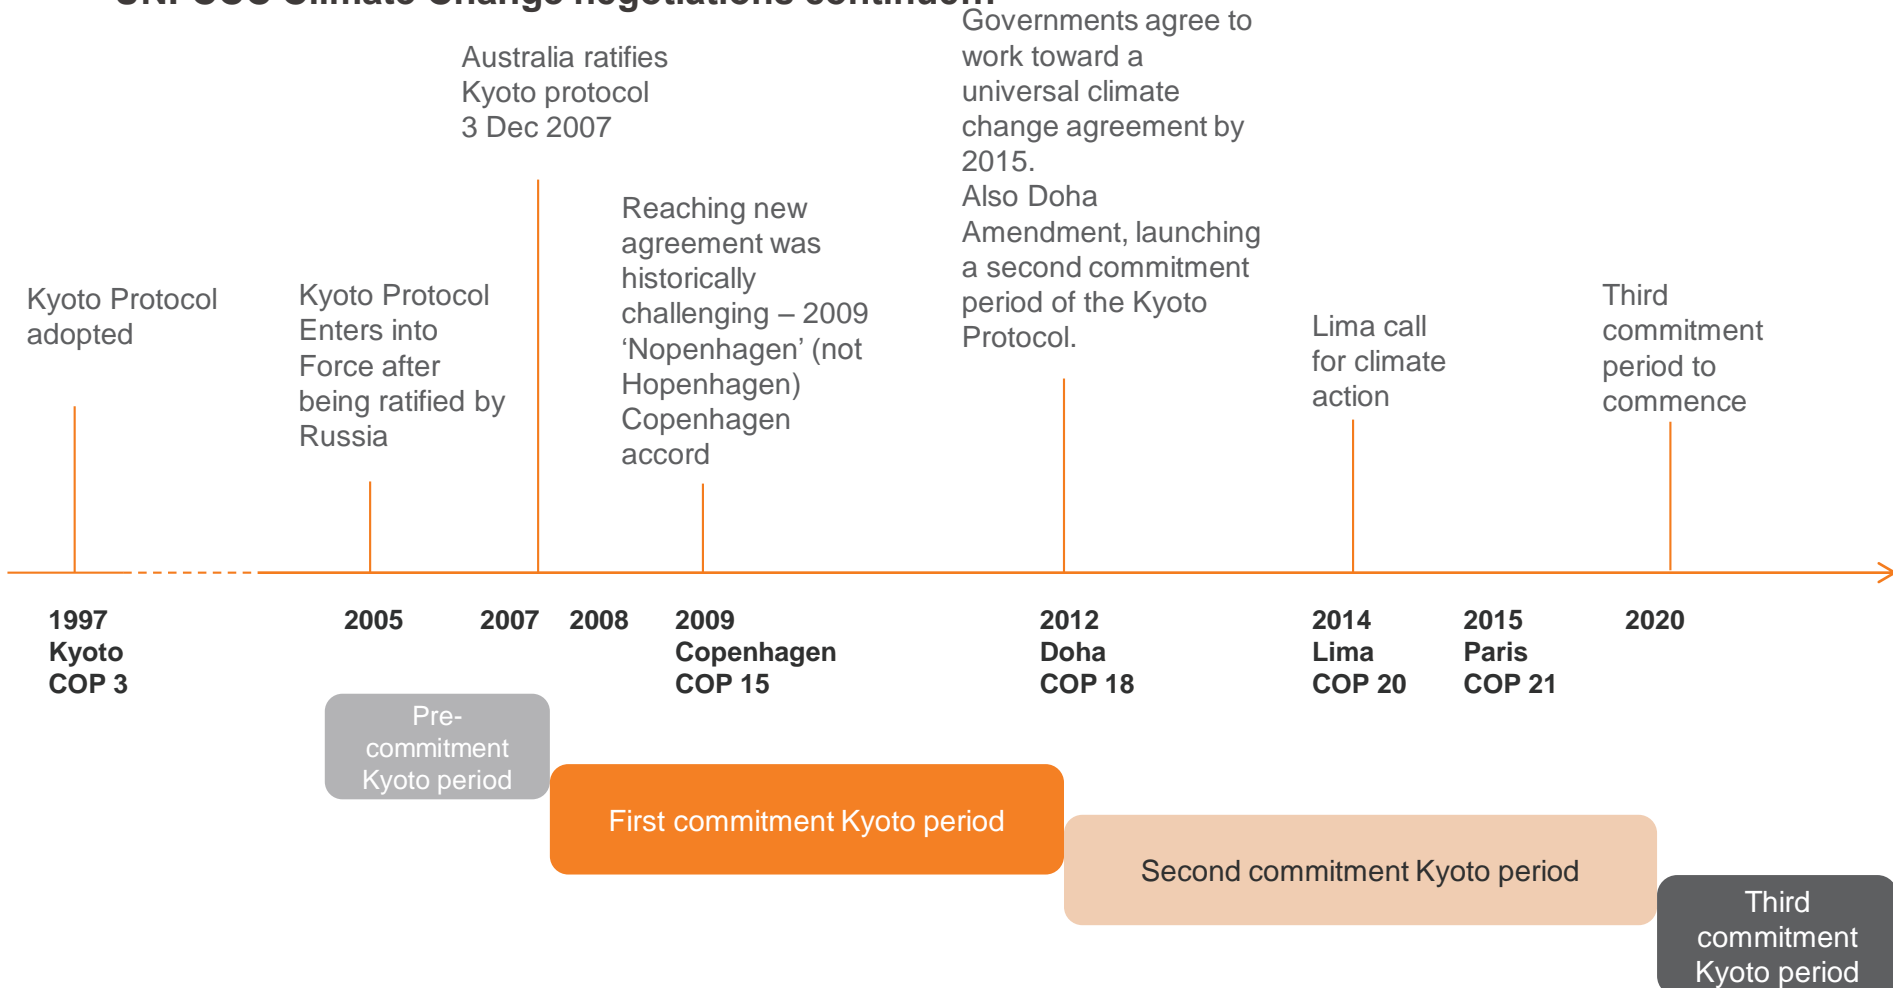 UNFCCC Climate Change negotiations continue...
Governments agree to
work toward a
universal climate
change agreement by
2015.
Also Doha
Amendment, launching
a second commitment
period of the Kyoto
Protocol.
Australia ratifies
Kyoto protocol
3 Dec 2007
Reaching new
agreement was
historically
challenging – 2009
‘Nopenhagen’ (not
Hopenhagen)
Copenhagen
accord
Kyoto Protocol
adopted
Kyoto Protocol
Enters into
Force after
being ratified by
Russia
Lima call
for climate
action
Third
commitment
period to
commence
1997
Kyoto
COP 3
2005
2007
2008
2009
Copenhagen
COP 15
2012
Doha
COP 18
2014
Lima
COP 20
2015
Paris
COP 21
2020
Pre-
commitment
Kyoto period
First commitment Kyoto period
Second commitment Kyoto period
Third
commitment
Kyoto period